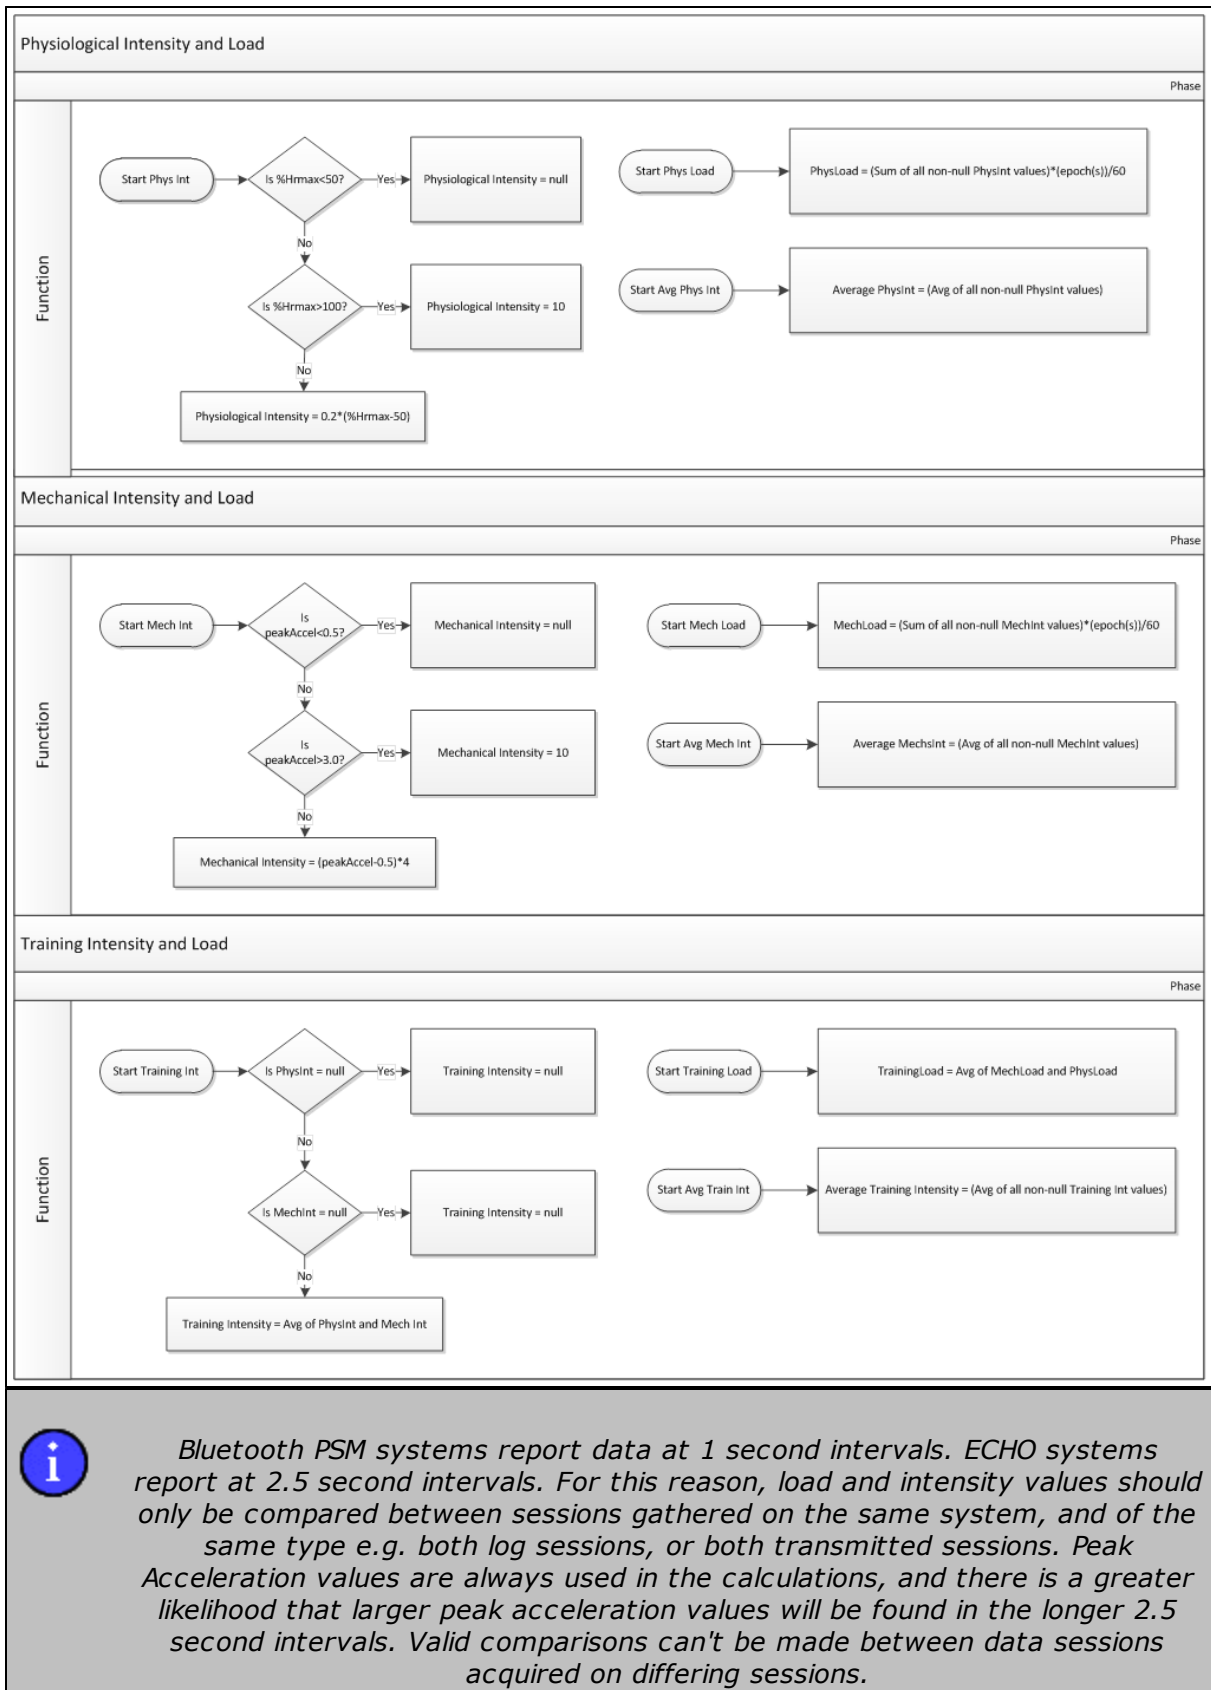 Physiological Intensity and Load
Phase
Function
Start Phys Int
Is %Hrmax<50?
Yes
Physiological Intensity = null
No
Is %Hrmax>100?
Yes
Physiological Intensity = 10
No
Physiological Intensity = 0.2*(%Hrmax-50)
Start Phys Load
PhysLoad = (Sum of all non-null PhysInt values)*(epoch(s))/60
Start Avg Phys Int
Average PhysInt = (Avg of all non-null PhysInt values)
Mechanical Intensity and Load
Phase
Function
Start Mech Int
Is
peakAccel<0.5?
Yes
Mechanical Intensity = null
No
Is
peakAccel>3.0?
Yes
Mechanical Intensity = 10
No
Mechanical Intensity = (peakAccel-0.5)*4
Start Mech Load
MechLoad = (Sum of all non-null MechInt values)*(epoch(s))/60
Start Avg Mech Int
Average MechsInt = (Avg of all non-null MechInt values)
Training Intensity and Load
Phase
Function
Start Training Int
Is PhysInt = null
Yes
Training Intensity = null
No
Is MechInt = null
Yes
Training Intensity = null
No
Training Intensity = Avg of PhysInt and Mech Int
Start Training Load
TrainingLoad = Avg of MechLoad and PhysLoad
Start Avg Train Int
Average Training Intensity = (Avg of all non-null Training Int values)
i
Bluetooth PSM systems report data at 1 second intervals. ECHO systems
report at 2.5 second intervals. For this reason, load and intensity values should
only be compared between sessions gathered on the same system, and of the
same type e.g. both log sessions, or both transmitted sessions. Peak
Acceleration values are always used in the calculations, and there is a greater
likelihood that larger peak acceleration values will be found in the longer 2.5
second intervals. Valid comparisons can't be made between data sessions
acquired on differing sessions.